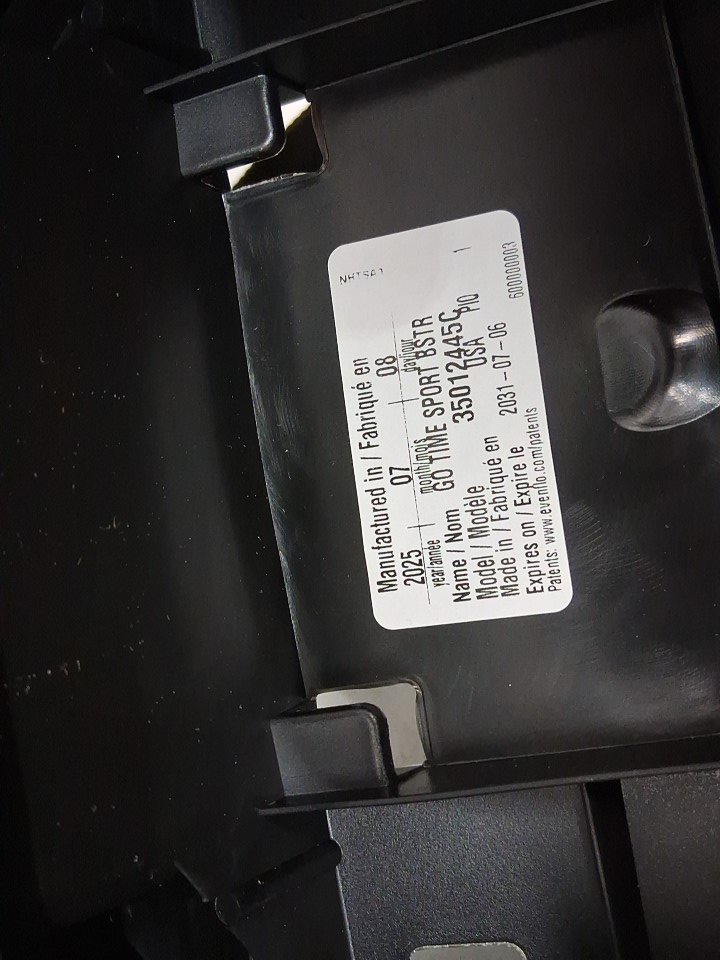 NHTSA1
Manufactured in / Fabriqué en
2025 | 07 | 08
year/année month/mois day/jour
Name / Nom GO TIME SPORT BSTR
Model / Modèle 35012445C
Made in / Fabriqué en USA PIO 1
Expires on / Expire le 2031-07-06
Patents: www.evenflo.com/patents 600000003